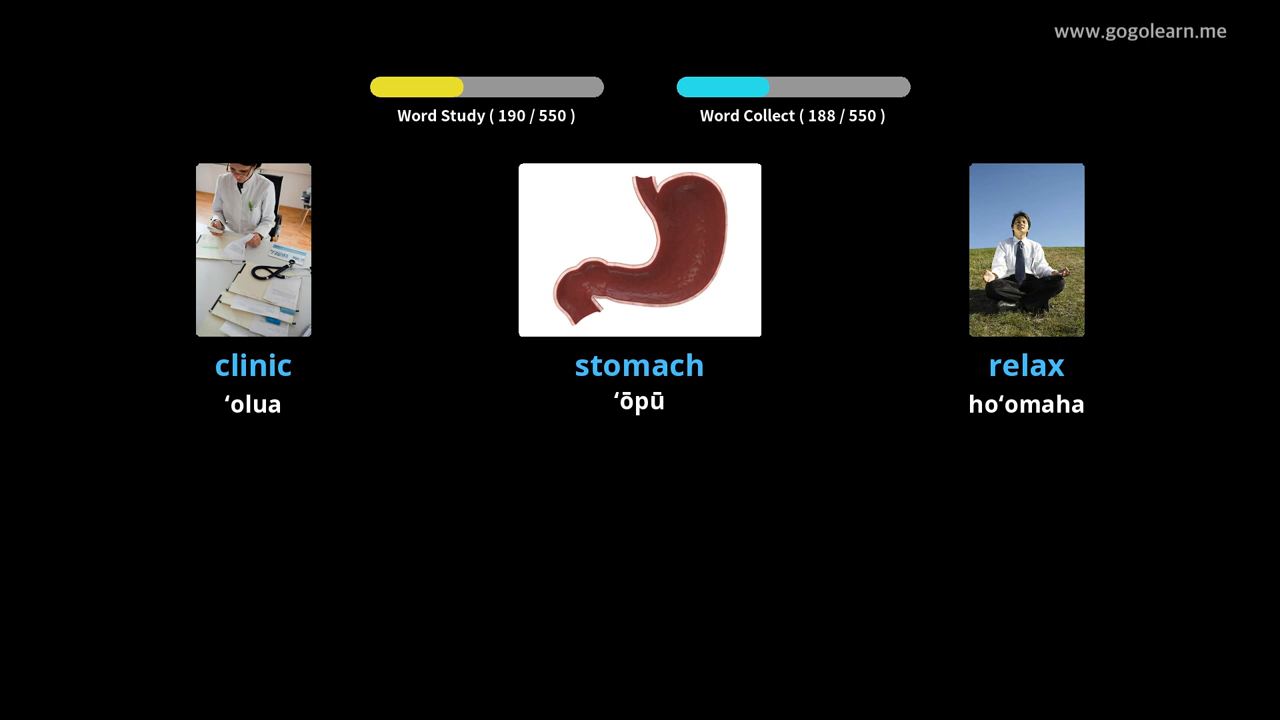 www.gogolearn.me
Word Study ( 190 / 550 )
Word Collect ( 188 / 550 )
clinic
ʻolua
stomach
ʻōpū
relax
hoʻomaha